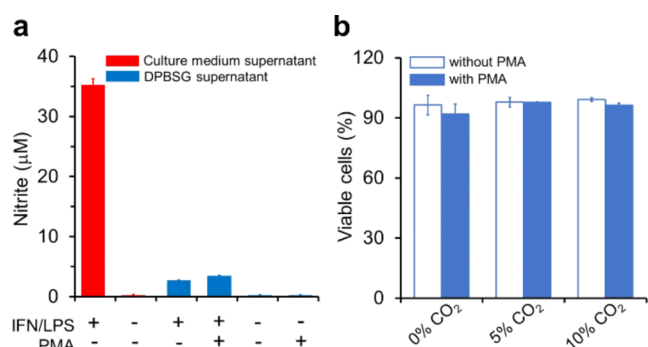 a
Culture medium supernatant
DPBSG supernatant
Nitrite (μM)
40
30
20
10
0
IFN/LPS + - + + - -
PMA - - - + - +
b
without PMA
with PMA
Viable cells (%)
120
90
60
30
0
0% CO2
5% CO2
10% CO2